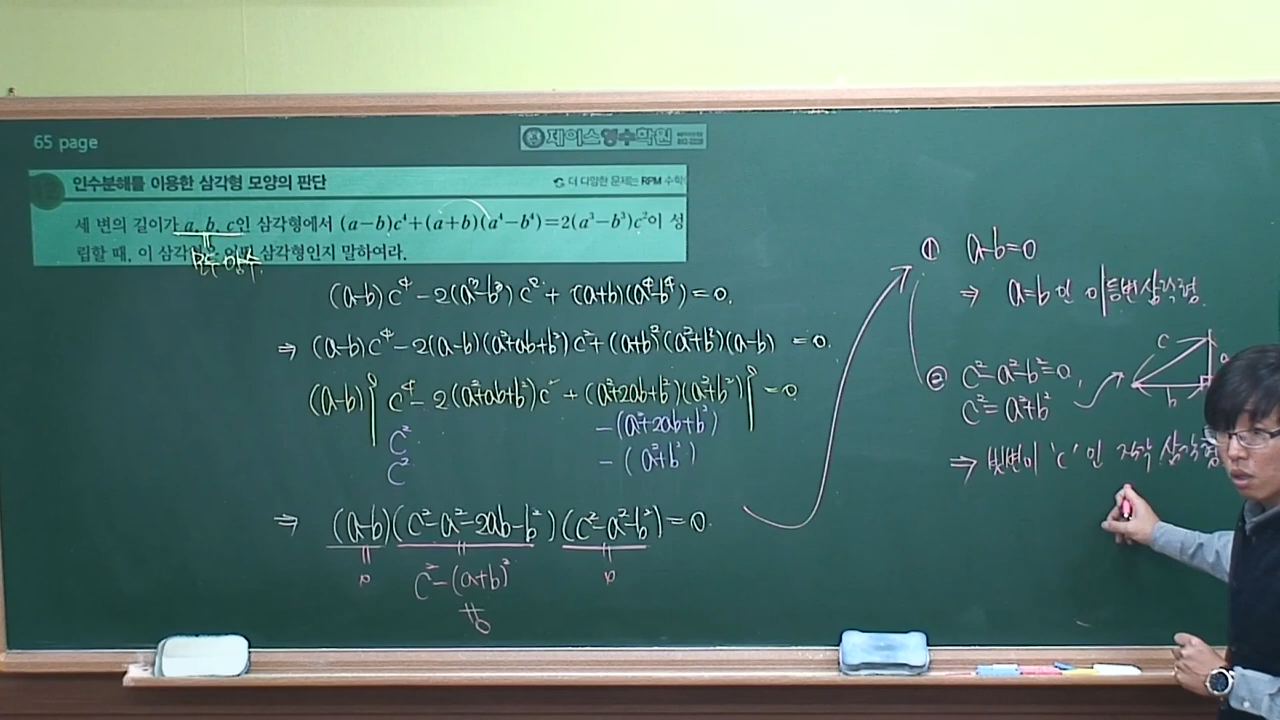 65 page
제이스영수학원
인수분해를 이용한 삼각형 모양의 판단
더 다양한 문제는 RPM 수학
세 변의 길이가 a, b, c인 삼각형에서 (a-b)c⁴+(a+b)(a⁴-b⁴)=2(a³-b³)c²이 성
립할 때, 이 삼각형은 어떤 삼각형인지 말하여라.
모두 양수.
(a-b)c⁴-2(a³-b³)c²+(a+b)(a⁴-b⁴)=0.
⇒ (a-b)c⁴-2(a-b)(a²+ab+b²)c²+(a+b)²(a²+b²)(a-b)=0.
(a-b){c⁴-2(a²+ab+b²)c²+(a²+2ab+b²)(a²+b²)}=0
c² -(a²+2ab+b²)
c² -(a²+b²)
⇒ (a-b)(c²-a²-2ab-b²)(c²-a²-b²)=0.
c²-(a+b)²
① a-b=0
⇒ a=b인 이등변삼각형.
② c²-a²-b²=0,
c²=a²+b²
c
a
b
⇒ 빗변이 'c'인 직각 삼각형